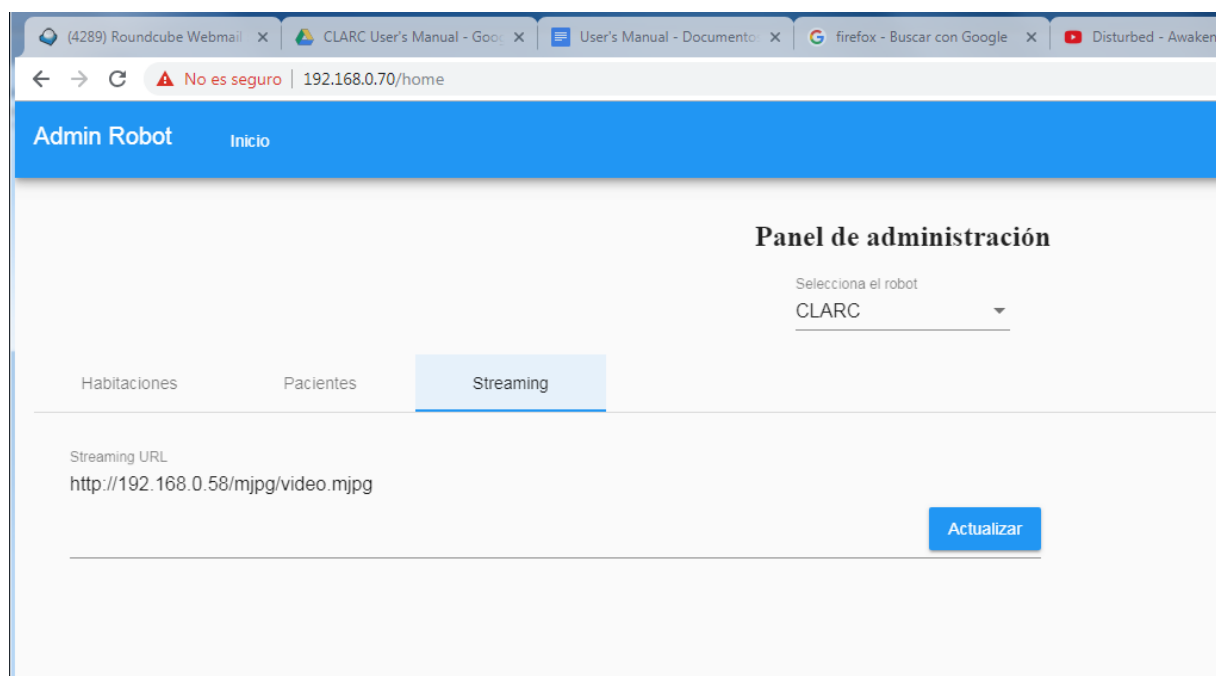 (4289) Roundcube Webmail
CLARC User's Manual - Goog
User's Manual - Documento
firefox - Buscar con Google
Disturbed - Awaken
No es seguro | 192.168.0.70/home
Admin Robot
Inicio
Panel de administración
Selecciona el robot
CLARC
Habitaciones
Pacientes
Streaming
Streaming URL
http://192.168.0.58/mjpg/video.mjpg
Actualizar